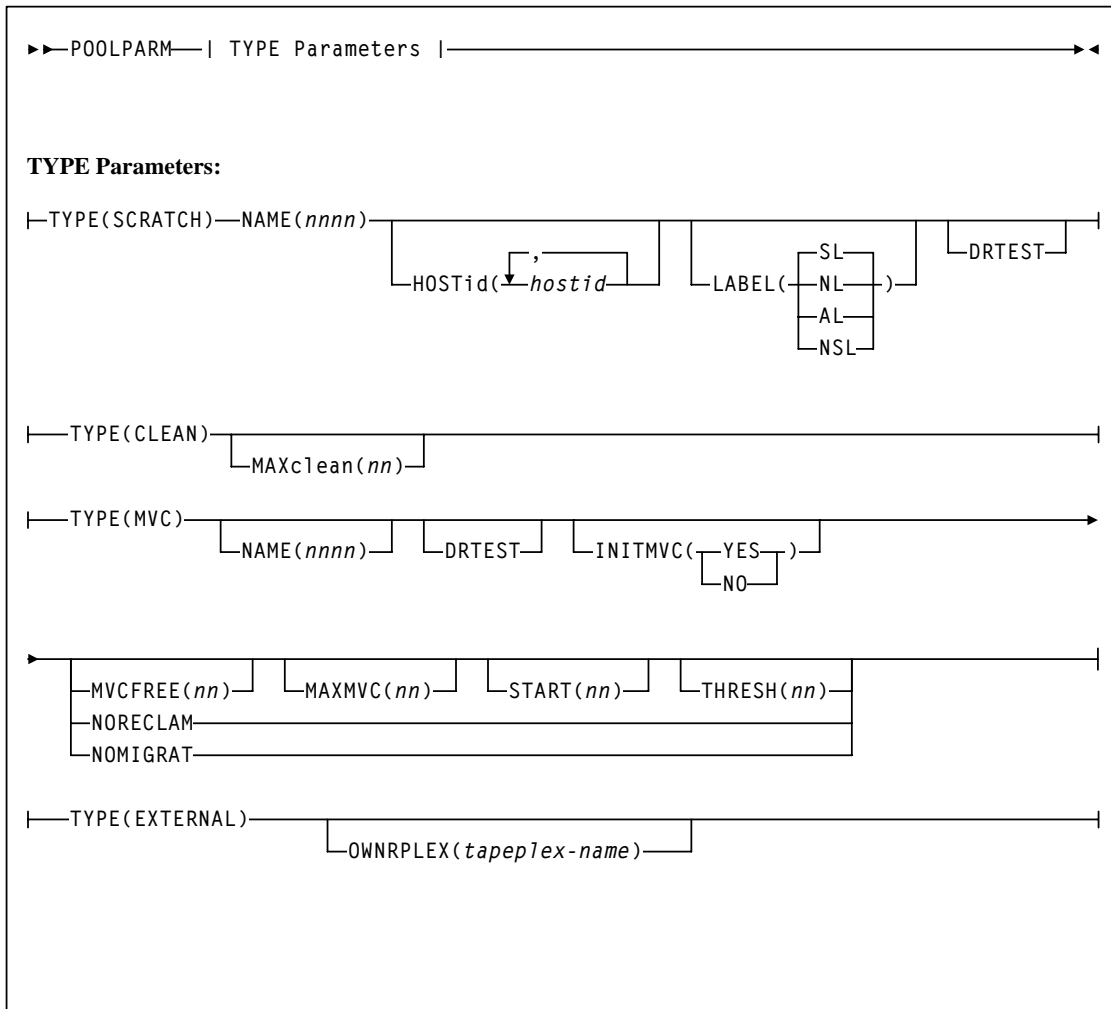 POOLPARM | TYPE Parameters |
TYPE Parameters:
TYPE(SCRATCH) NAME(nnnn)
, SL DRTEST
HOSTid( hostid LABEL( NL )
AL
NSL
TYPE(CLEAN)
MAXclean(nn)
TYPE(MVC)
NAME(nnnn) DRTEST INITMVC( YES )
NO
MVCFREE(nn) MAXMVC(nn) START(nn) THRESH(nn)
NORECLAM
NOMIGRAT
TYPE(EXTERNAL)
OWNRPLEX(tapeplex-name)